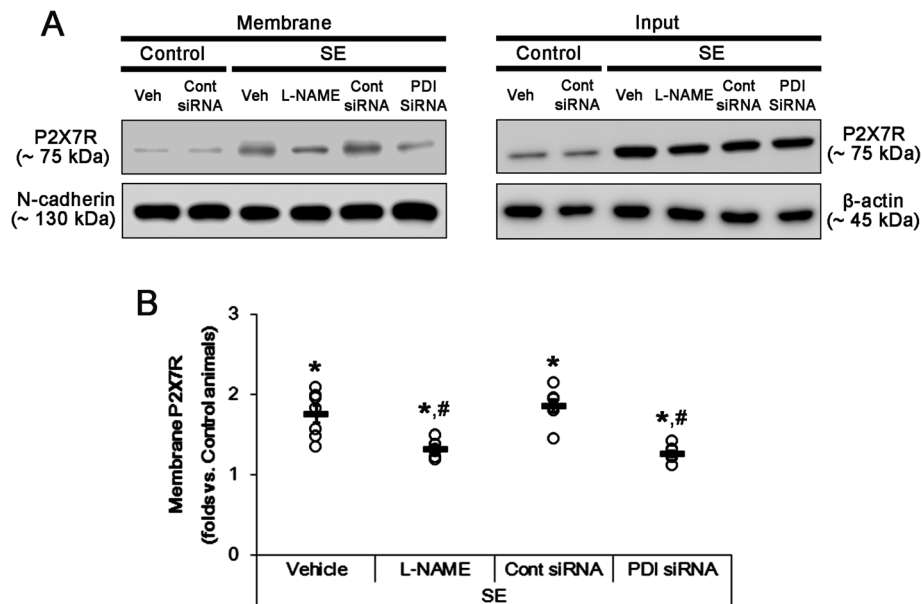 A
Membrane
Control SE
Veh Cont siRNA Veh L-NAME Cont siRNA PDI SiRNA
P2X7R
(~ 75 kDa)
N-cadherin
(~ 130 kDa)
Input
Control SE
Veh Cont siRNA Veh L-NAME Cont siRNA PDI SiRNA
P2X7R
(~ 75 kDa)
β-actin
(~ 45 kDa)
B
Membrane P2X7R
(folds vs. Control animals)
3
2
1
0
*
*,#
*
*,#
Vehicle L-NAME Cont siRNA PDI siRNA
SE